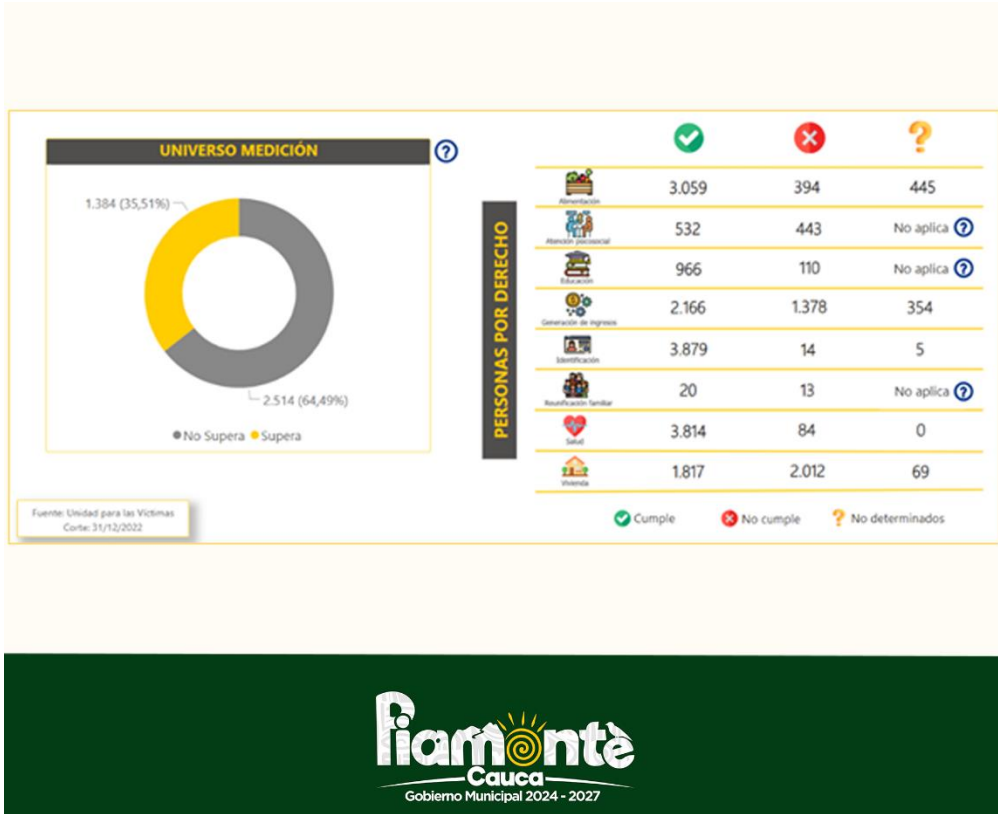 UNIVERSO MEDICIÓN
?
1.384 (35,51%)
2.514 (64,49%)
No Supera Supera
Fuente: Unidad para las Víctimas
Corte: 31/12/2022
PERSONAS POR DERECHO
?
Alimentación 3.059 394 445
Atención psicosocial 532 443 No aplica ?
Educación 966 110 No aplica ?
Generación de ingresos 2.166 1.378 354
Identificación 3.879 14 5
Reunificación familiar 20 13 No aplica ?
Salud 3.814 84 0
Vivienda 1.817 2.012 69
Cumple No cumple ? No determinados
Piamonte
Cauca
Gobierno Municipal 2024 - 2027